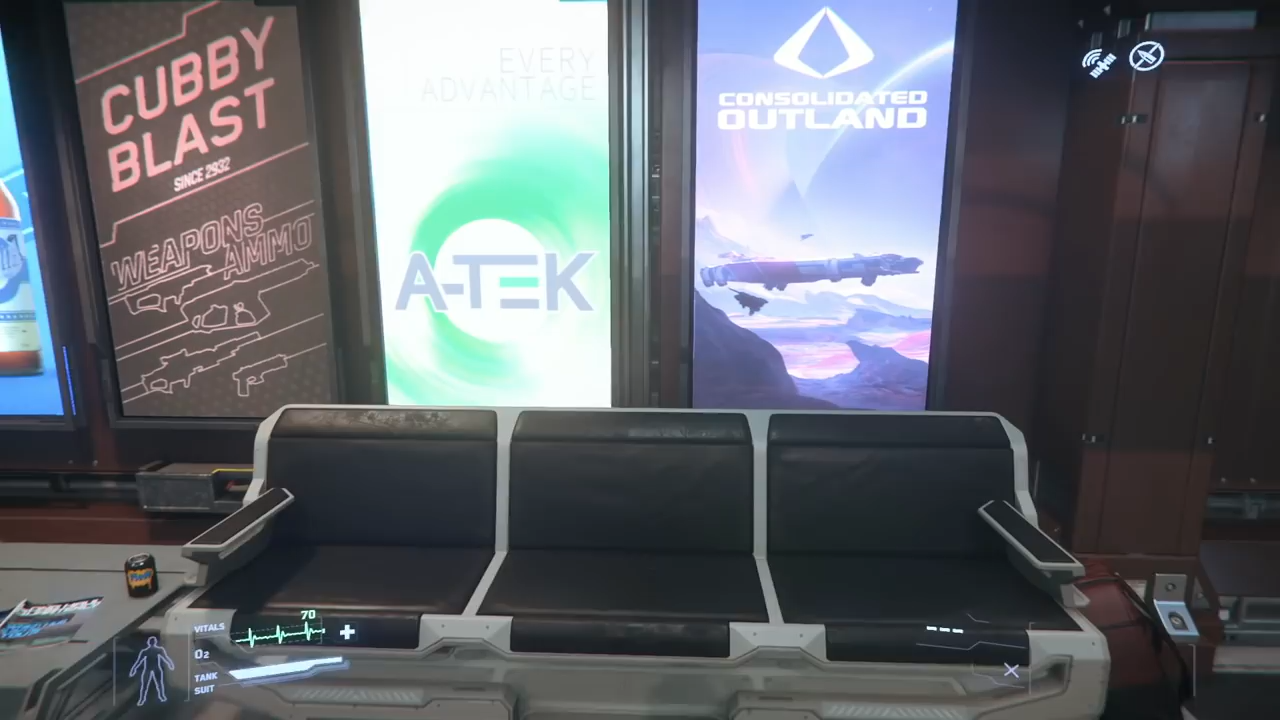 CUBBY
BLAST
SINCE 2932
WEAPONS
AMMO
EVERY
ADVANTAGE
A-TEK
CONSOLIDATED
OUTLAND
70
VITALS
O2
TANK
SUIT